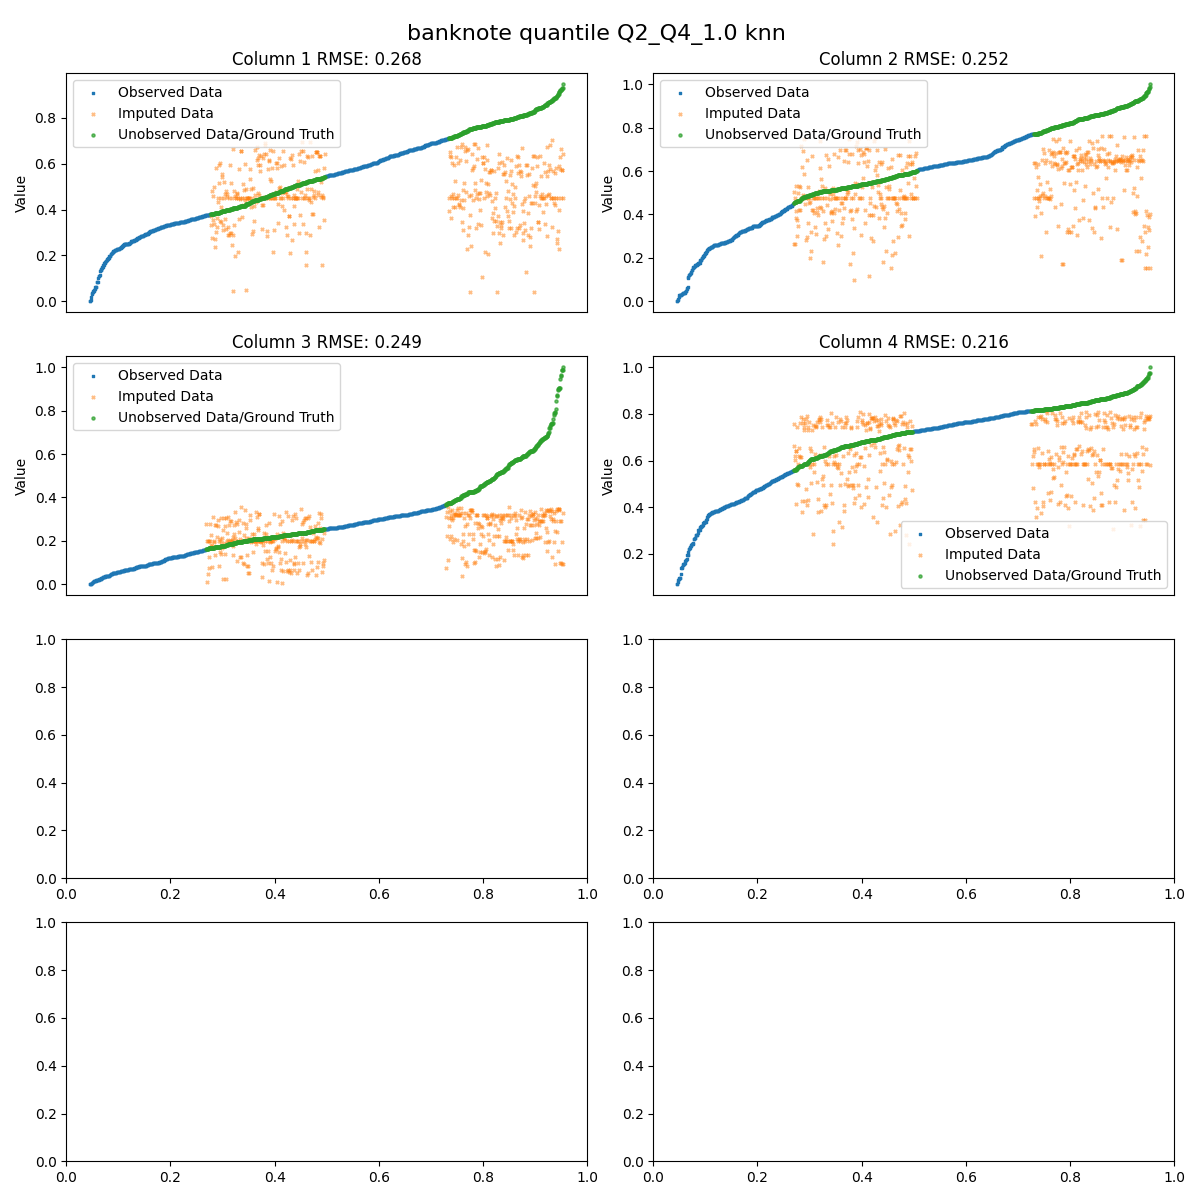 banknote quantile Q2_Q4_1.0 knn
Column 1 RMSE: 0.268
Observed Data
Imputed Data
Unobserved Data/Ground Truth
Value
0.8
0.6
0.4
0.2
0.0
Column 2 RMSE: 0.252
Observed Data
Imputed Data
Unobserved Data/Ground Truth
Value
1.0
0.8
0.6
0.4
0.2
0.0
Column 3 RMSE: 0.249
Observed Data
Imputed Data
Unobserved Data/Ground Truth
Value
1.0
0.8
0.6
0.4
0.2
0.0
Column 4 RMSE: 0.216
Value
1.0
0.8
0.6
0.4
0.2
Observed Data
Imputed Data
Unobserved Data/Ground Truth
1.0
0.8
0.6
0.4
0.2
0.0
0.0 0.2 0.4 0.6 0.8 1.0
1.0
0.8
0.6
0.4
0.2
0.0
0.0 0.2 0.4 0.6 0.8 1.0
1.0
0.8
0.6
0.4
0.2
0.0
0.0 0.2 0.4 0.6 0.8 1.0
1.0
0.8
0.6
0.4
0.2
0.0
0.0 0.2 0.4 0.6 0.8 1.0